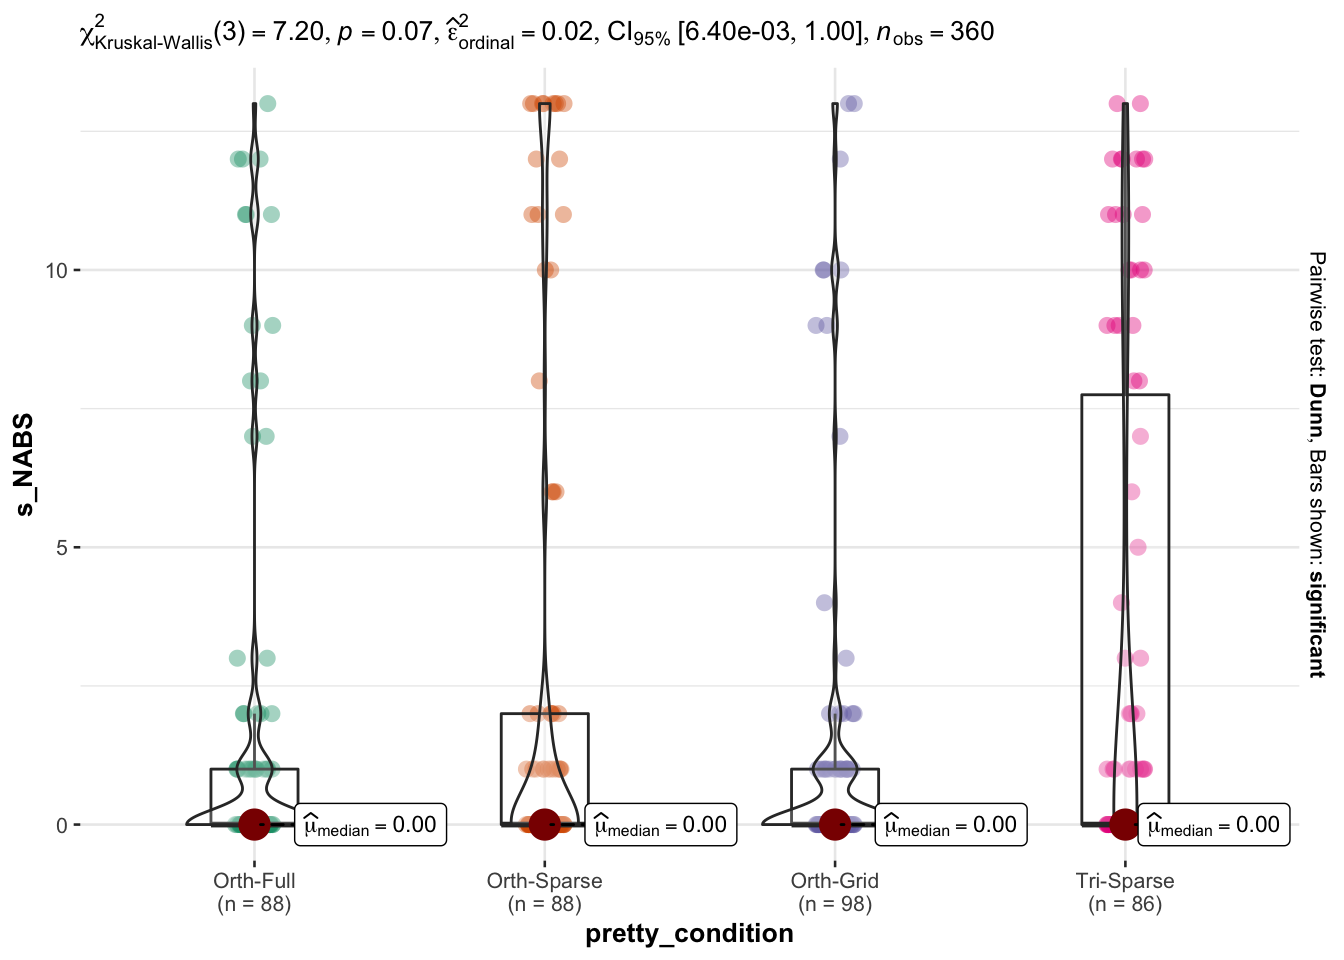 χ²Kruskal-Wallis(3) = 7.20, p = 0.07, ε̂²ordinal = 0.02, CI95% [6.40e-03, 1.00], nobs = 360
10
5
0
s_NABS
μ̂median = 0.00
μ̂median = 0.00
μ̂median = 0.00
μ̂median = 0.00
Orth-Full
(n = 88)
Orth-Sparse
(n = 88)
Orth-Grid
(n = 98)
Tri-Sparse
(n = 86)
pretty_condition
Pairwise test: Dunn, Bars shown: significant